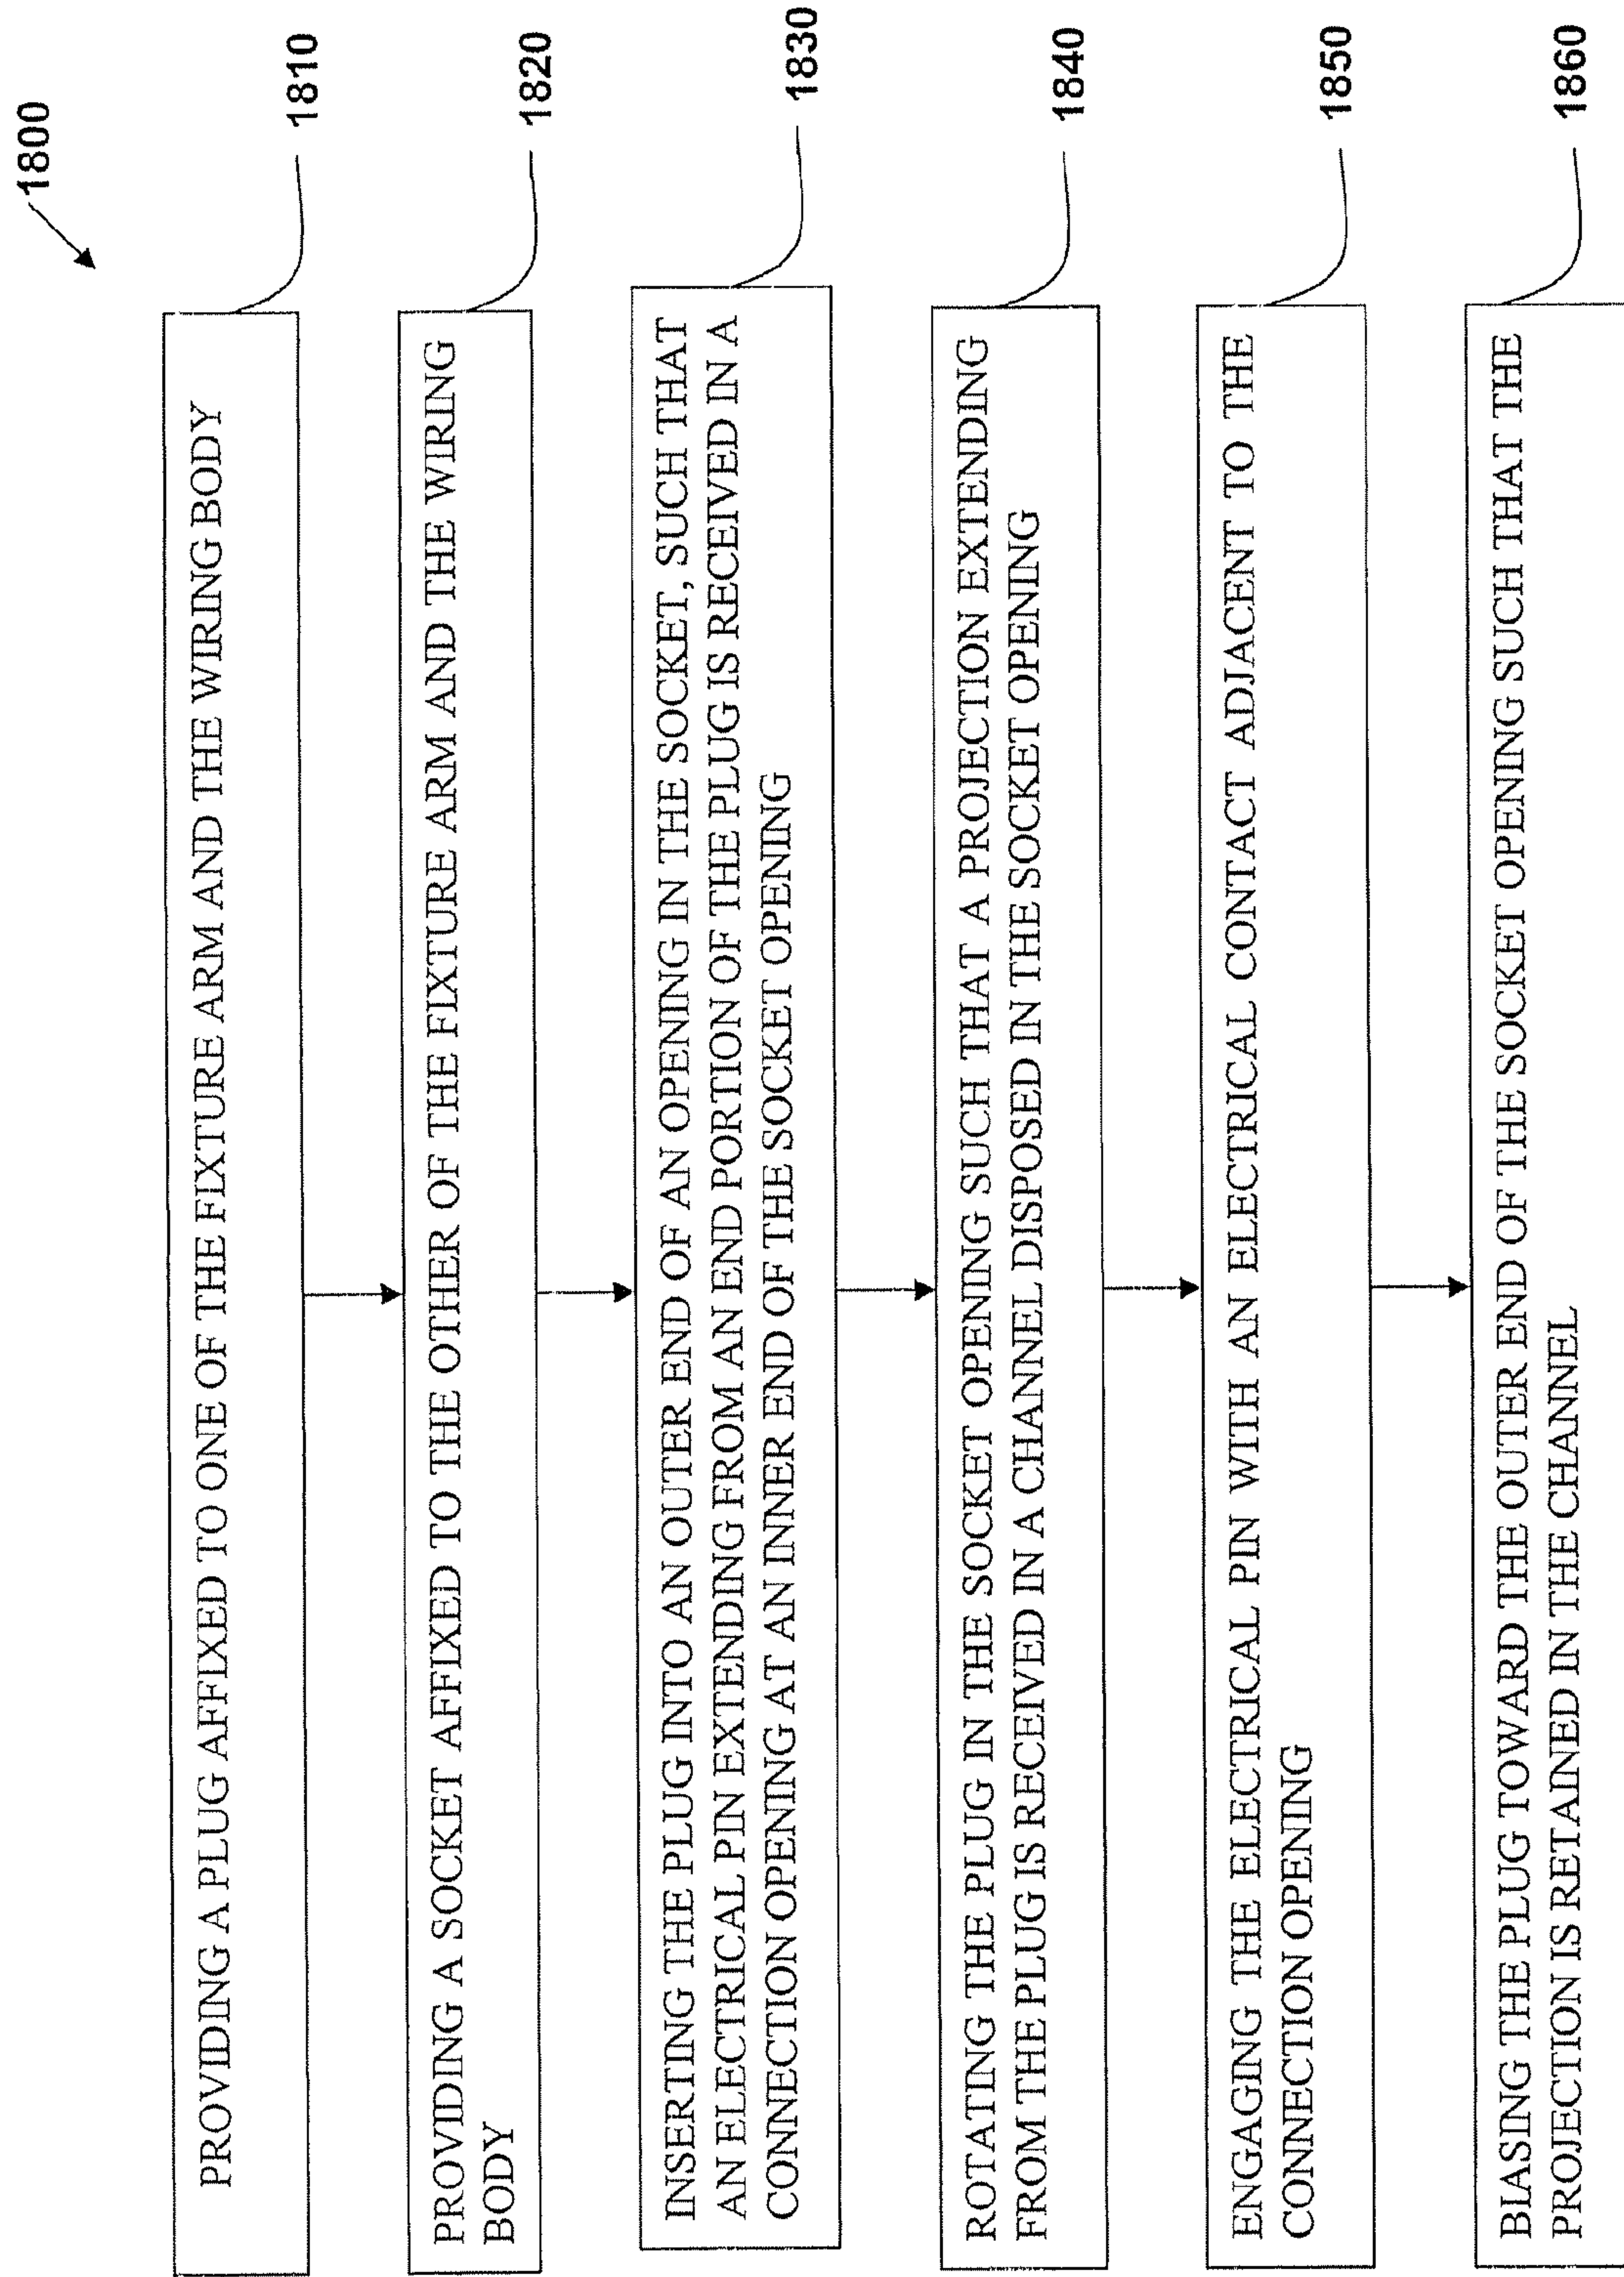 1800
PROVIDING A PLUG AFFIXED TO ONE OF THE FIXTURE ARM AND THE WIRING BODY
1810
PROVIDING A SOCKET AFFIXED TO THE OTHER OF THE FIXTURE ARM AND THE WIRING
BODY
1820
INSERTING THE PLUG INTO AN OUTER END OF AN OPENING IN THE SOCKET, SUCH THAT
AN ELECTRICAL PIN EXTENDING FROM AN END PORTION OF THE PLUG IS RECEIVED IN A
CONNECTION OPENING AT AN INNER END OF THE SOCKET OPENING
1830
ROTATING THE PLUG IN THE SOCKET OPENING SUCH THAT A PROJECTION EXTENDING
FROM THE PLUG IS RECEIVED IN A CHANNEL DISPOSED IN THE SOCKET OPENING
1840
ENGAGING THE ELECTRICAL PIN WITH AN ELECTRICAL CONTACT ADJACENT TO THE
CONNECTION OPENING
1850
BIASING THE PLUG TOWARD THE OUTER END OF THE SOCKET OPENING SUCH THAT THE
PROJECTION IS RETAINED IN THE CHANNEL
1860